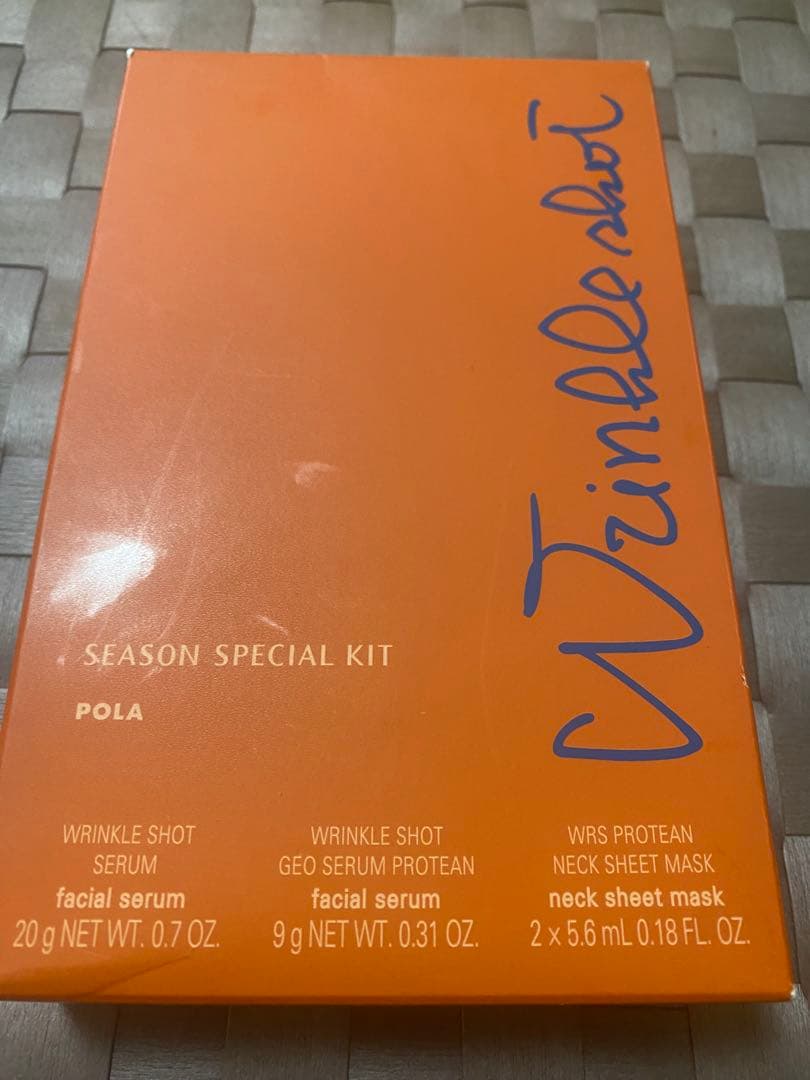 Wrinkle shot
SEASON SPECIAL KIT
POLA
WRINKLE SHOT
SERUM
facial serum
20 g NET WT. 0.7 OZ.
WRINKLE SHOT
GEO SERUM PROTEAN
facial serum
9 g NET WT. 0.31 OZ.
WRS PROTEAN
NECK SHEET MASK
neck sheet mask
2 x 5.6 mL 0.18 FL. OZ.